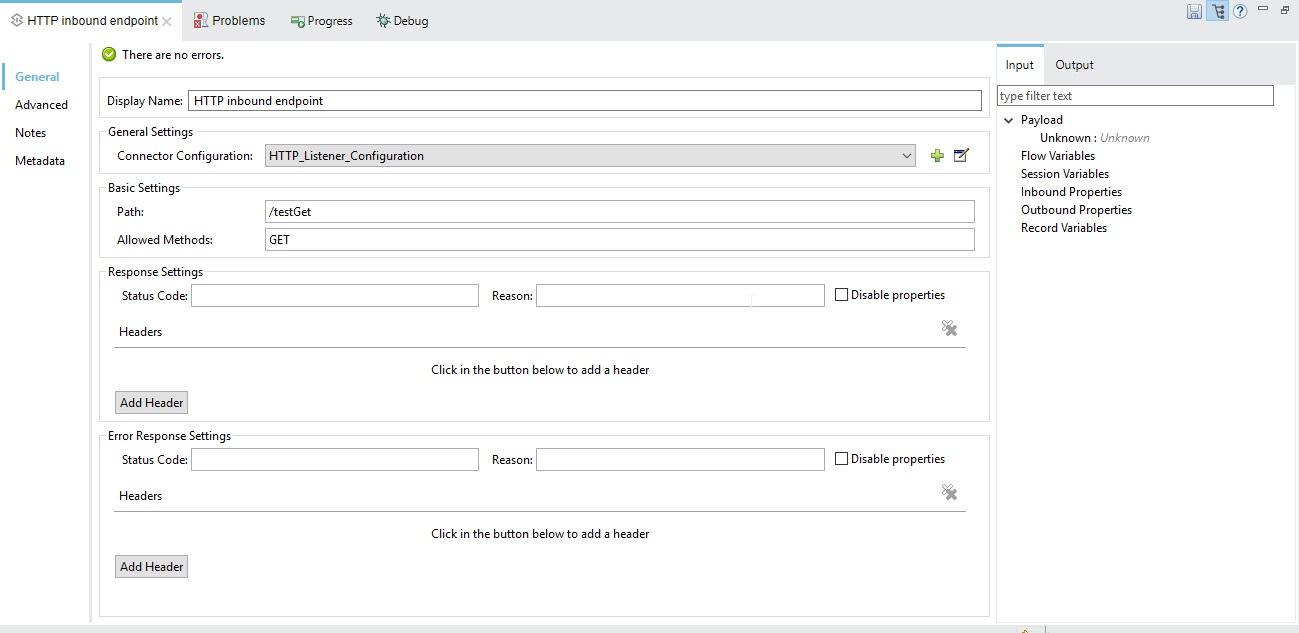 HTTP inbound endpoint
Problems
Progress
Debug
General
Advanced
Notes
Metadata
There are no errors.
Display Name: HTTP inbound endpoint
General Settings
Connector Configuration: HTTP_Listener_Configuration
Basic Settings
Path: /testGet
Allowed Methods: GET
Response Settings
Status Code: Reason: Disable properties
Headers
Click in the button below to add a header
Add Header
Error Response Settings
Status Code: Reason: Disable properties
Headers
Click in the button below to add a header
Add Header
Input Output
type filter text
Payload
Unknown : Unknown
Flow Variables
Session Variables
Inbound Properties
Outbound Properties
Record Variables